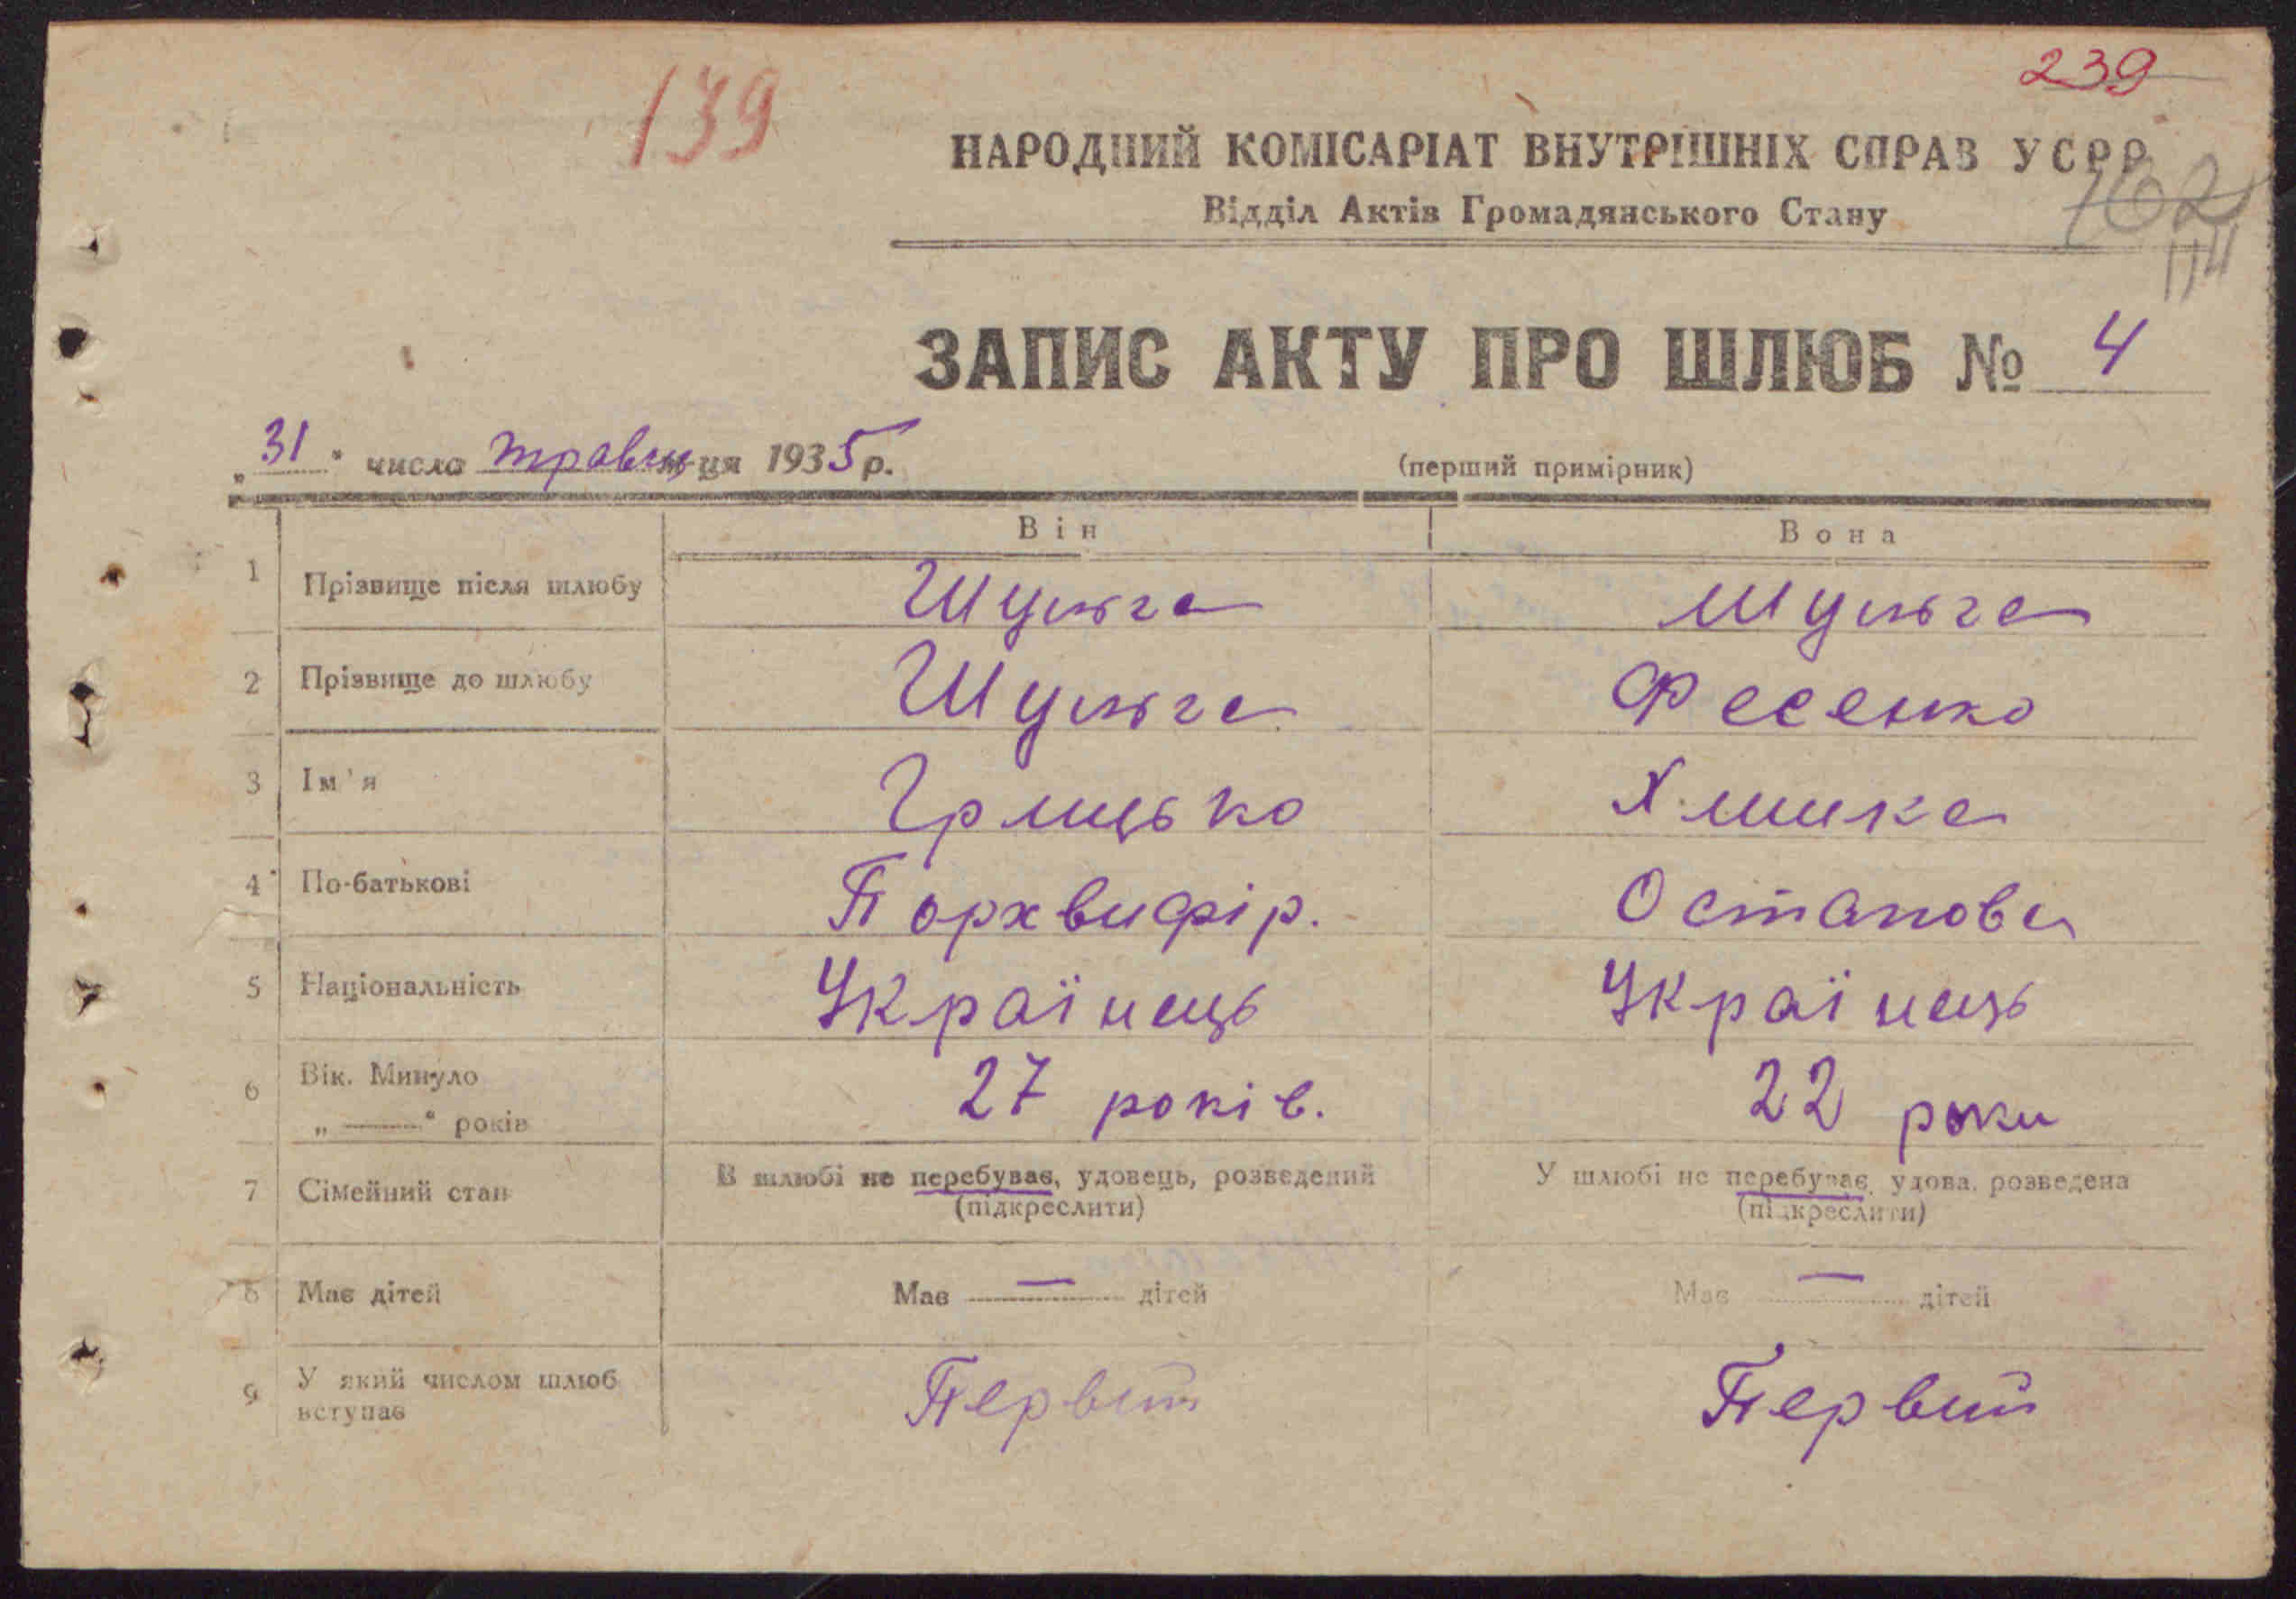 239
139
НАРОДНИЙ КОМІСАРІАТ ВНУТРІШНІХ СПРАВ УСРР
162
Відділ Актів Громадянського Стану
ЗАПИС АКТУ ПРО ШЛЮБ № 4
„31" числа травня ця 1935 р. (перший примірник)
Він Вона
1 Прізвище після шлюбу Шульга Шульга
2 Прізвище до шлюбу Шульга Фесенко
3 Ім'я Грицько Химка
4 По-батькові Порхвифір. Остапова
5 Національність Українець Українець
6 Вік. Минуло 27 років. 22 роки
„ " років
7 Сімейний стан В шлюбі не перебуває, удовець, розведений У шлюбі не перебуває, удова, розведена
(підкреслити) (підкреслити)
8 Має дітей Має — дітей Має — дітей
9 У який числом шлюб Первий Первий
вступає